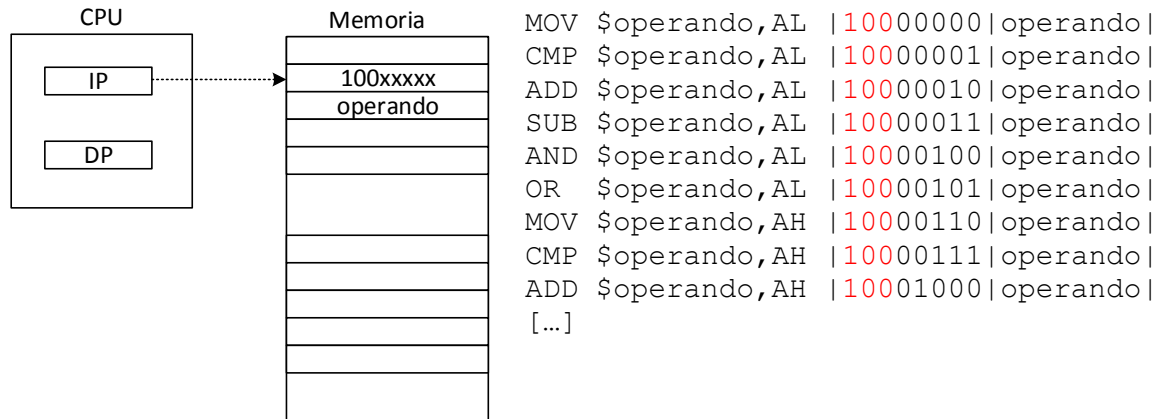 CPU
IP
DP
Memoria
100xxxxx
operando
MOV $operando,AL |10000000|operando|
CMP $operando,AL |10000001|operando|
ADD $operando,AL |10000010|operando|
SUB $operando,AL |10000011|operando|
AND $operando,AL |10000100|operando|
OR  $operando,AL |10000101|operando|
MOV $operando,AH |10000110|operando|
CMP $operando,AH |10000111|operando|
ADD $operando,AH |10001000|operando|
[…]